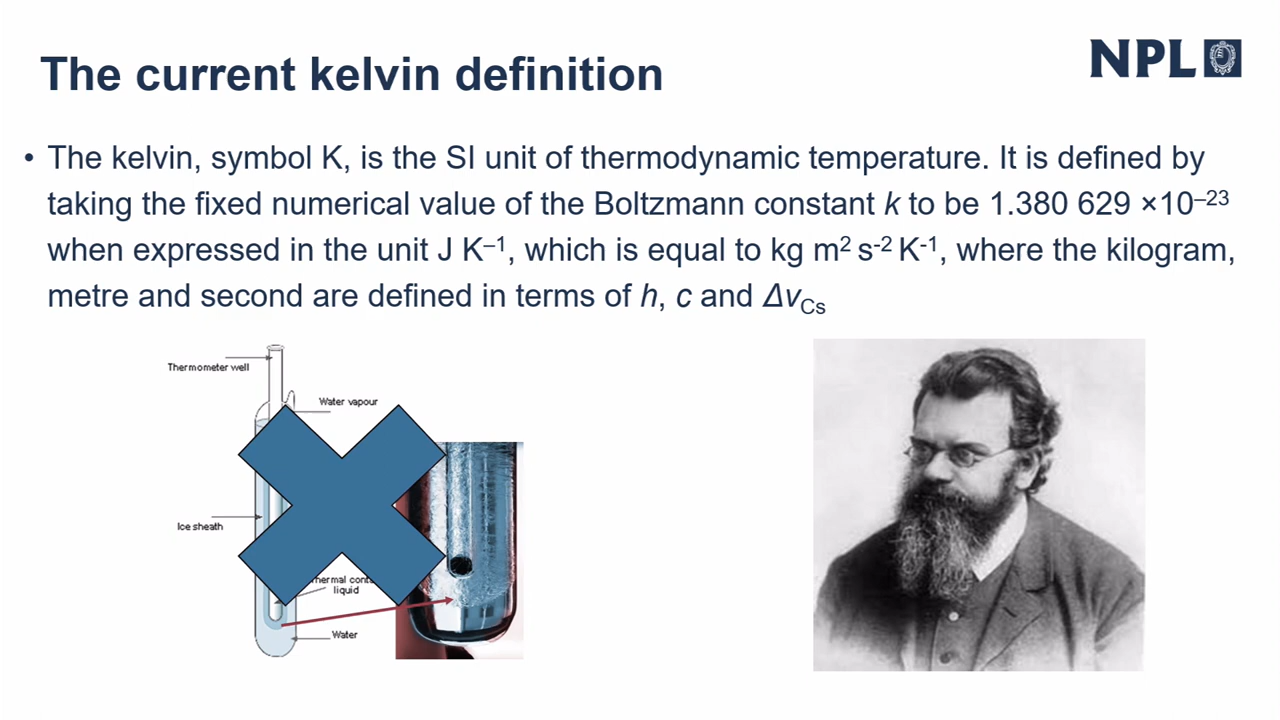 The current kelvin definition
NPL
• The kelvin, symbol K, is the SI unit of thermodynamic temperature. It is defined by
taking the fixed numerical value of the Boltzmann constant k to be 1.380 629 ×10⁻²³
when expressed in the unit J K⁻¹, which is equal to kg m² s⁻² K⁻¹, where the kilogram,
metre and second are defined in terms of h, c and Δν_Cs
Thermometer well
Water vapour
Ice sheath
liquid
Water